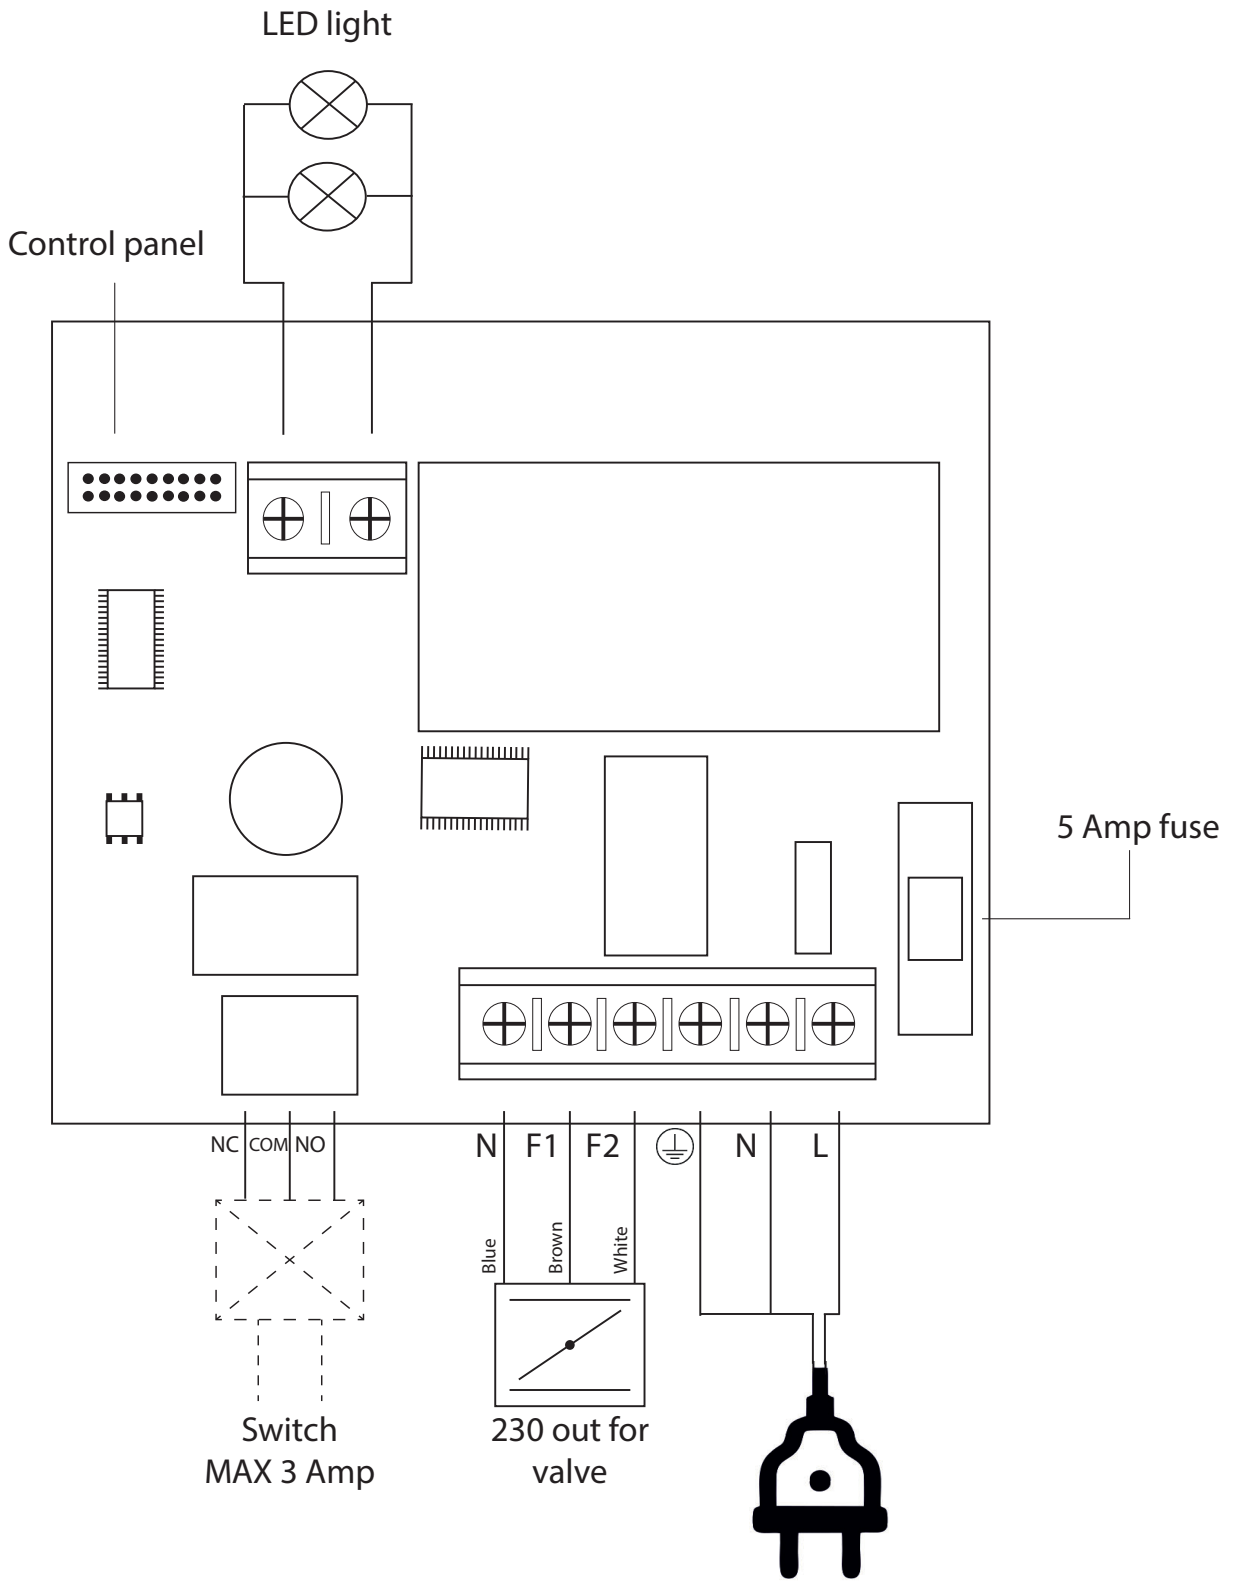 LED light
Control panel
5 Amp fuse
NC COM NO
N F1 F2 N L
Blue
Brown
White
Switch
MAX 3 Amp
230 out for
valve